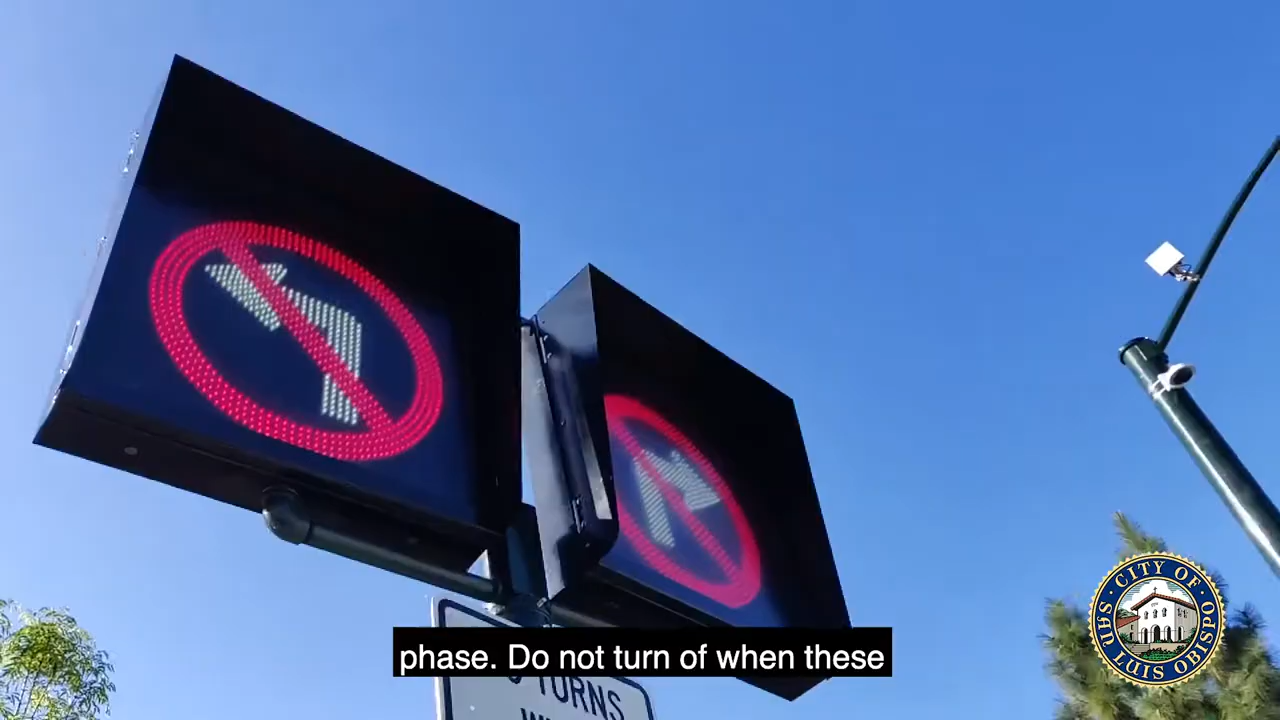 phase. Do not turn of when these
TURNS
CITY OF
SAN LUIS OBISPO